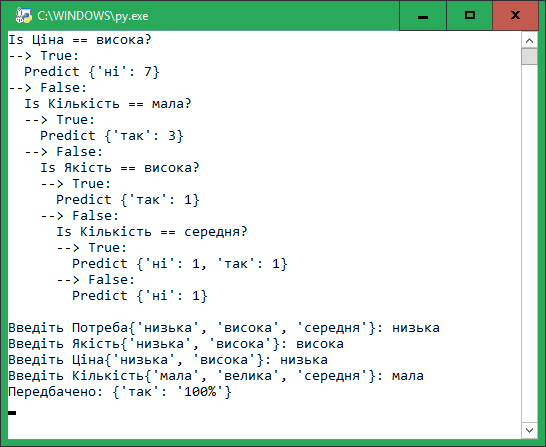 C:\WINDOWS\py.exe
Is Ціна == висока?
--> True:
  Predict {'ні': 7}
--> False:
  Is Кількість == мала?
  --> True:
    Predict {'так': 3}
  --> False:
    Is Якість == висока?
    --> True:
      Predict {'так': 1}
    --> False:
      Is Кількість == середня?
      --> True:
        Predict {'ні': 1, 'так': 1}
      --> False:
        Predict {'ні': 1}
Введіть Потреба{'низька', 'висока', 'середня'}: низька
Введіть Якість{'низька', 'висока'}: висока
Введіть Ціна{'низька', 'висока'}: низька
Введіть Кількість{'мала', 'велика', 'середня'}: мала
Передбачено: {'так': '100%'}